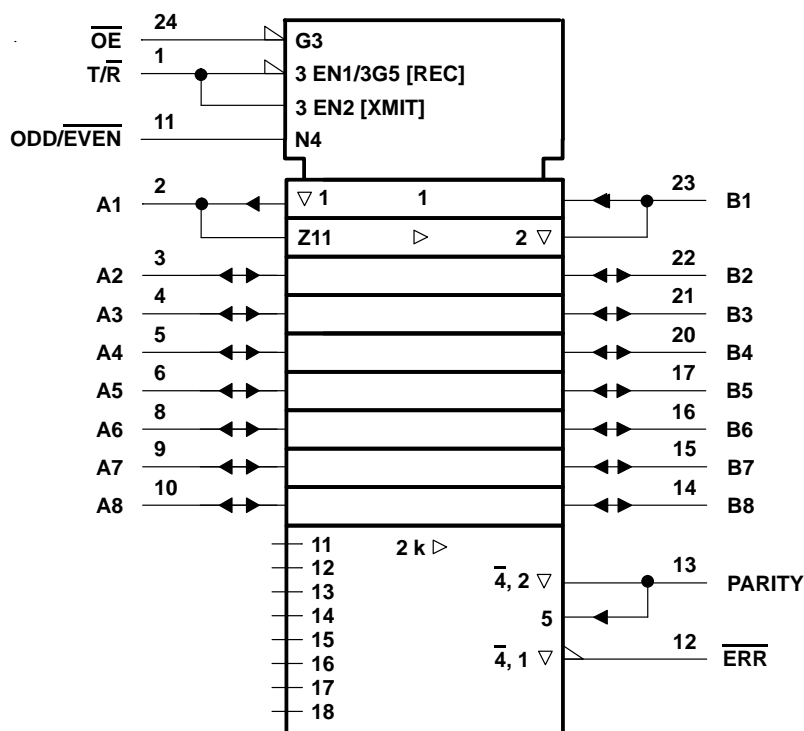 OE 24 G3
T/R 1 3 EN1/3G5 [REC]
3 EN2 [XMIT]
ODD/EVEN 11 N4
A1 2 ▽ 1 1 23 B1
Z11 ▷ 2 ▽
A2 3 22 B2
A3 4 21 B3
A4 5 20 B4
A5 6 17 B5
A6 8 16 B6
A7 9 15 B7
A8 10 14 B8
11 2 k ▷
12
4̅, 2 ▽ 13 PARITY
13
14 5
15
16 4̅, 1 ▽ 12 ERR
17
18